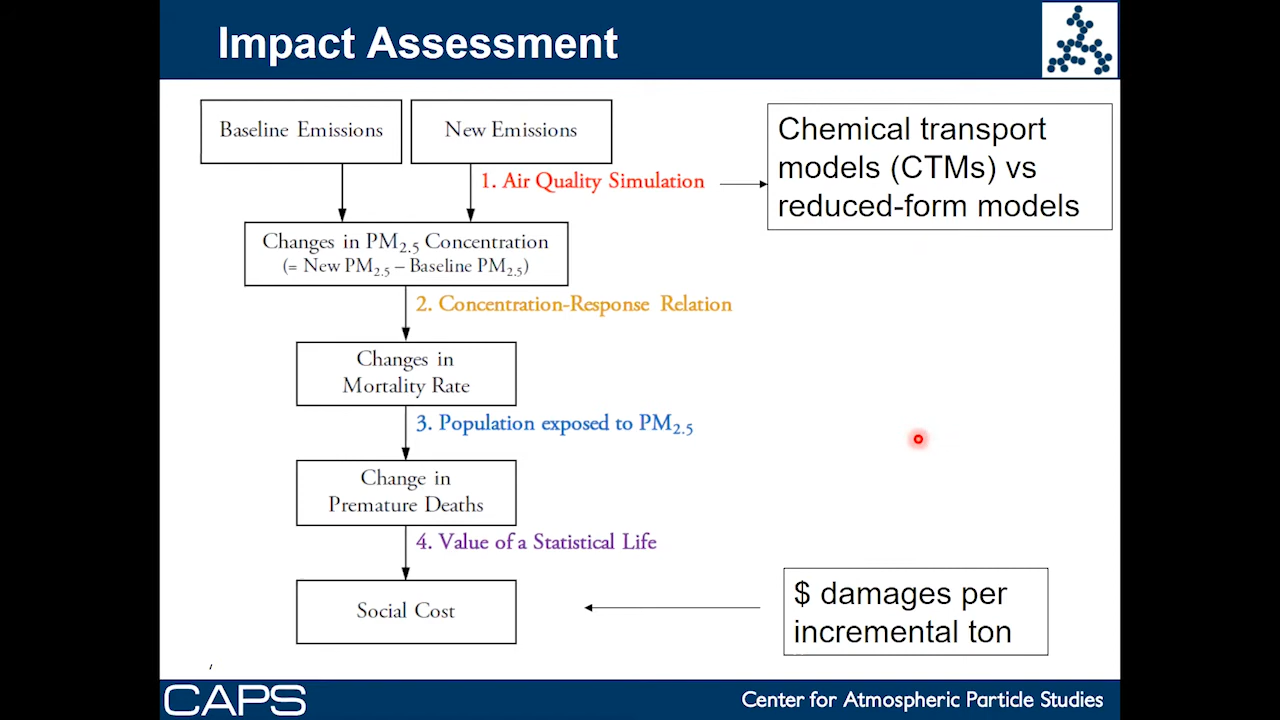 Impact Assessment
Baseline Emissions
New Emissions
1. Air Quality Simulation
Chemical transport
models (CTMs) vs
reduced-form models
Changes in PM2.5 Concentration
(= New PM2.5 – Baseline PM2.5)
2. Concentration-Response Relation
Changes in
Mortality Rate
3. Population exposed to PM2.5
Change in
Premature Deaths
4. Value of a Statistical Life
Social Cost
$ damages per
incremental ton
CAPS
Center for Atmospheric Particle Studies